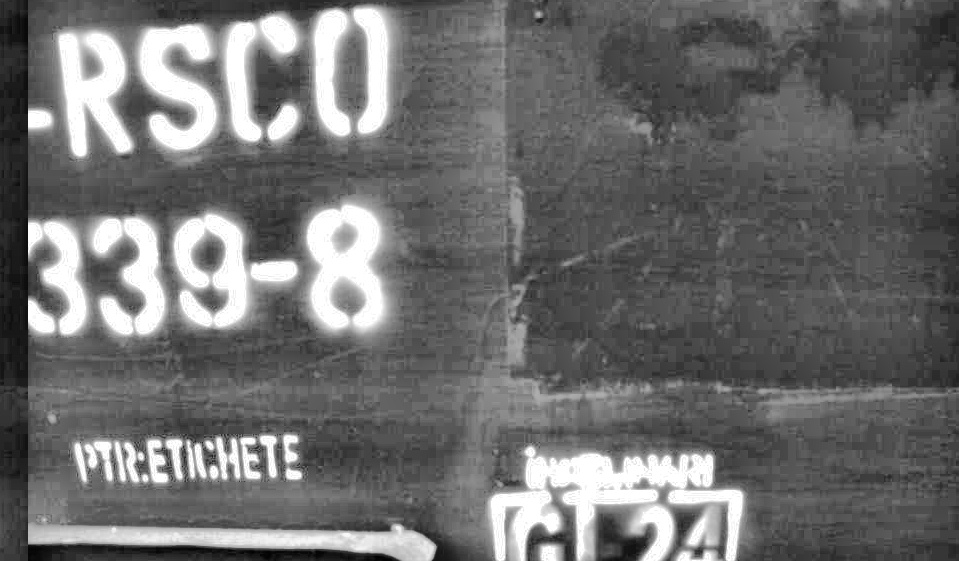 -RSCO
339-8
PTR:ETICHETE
G -24